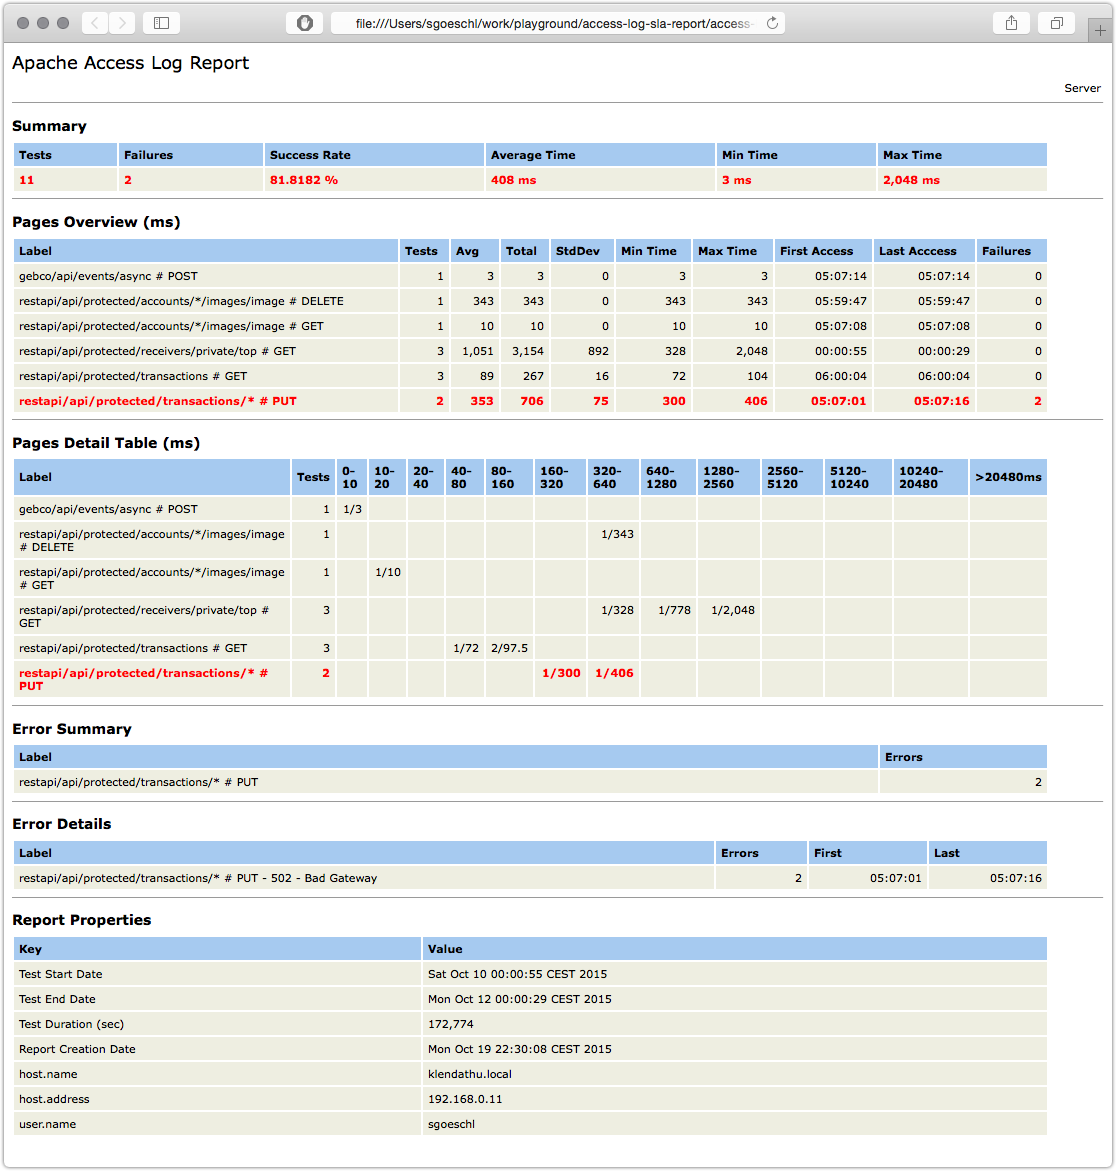 file:///Users/sgoeschl/work/playground/access-log-sla-report/access-
Apache Access Log Report
Server
Summary
Tests Failures Success Rate Average Time Min Time Max Time
11 2 81.8182 % 408 ms 3 ms 2,048 ms
Pages Overview (ms)
Label Tests Avg Total StdDev Min Time Max Time First Access Last Acccess Failures
gebco/api/events/async # POST 1 3 3 0 3 3 05:07:14 05:07:14 0
restapi/api/protected/accounts/*/images/image # DELETE 1 343 343 0 343 343 05:59:47 05:59:47 0
restapi/api/protected/accounts/*/images/image # GET 1 10 10 0 10 10 05:07:08 05:07:08 0
restapi/api/protected/receivers/private/top # GET 3 1,051 3,154 892 328 2,048 00:00:55 00:00:29 0
restapi/api/protected/transactions # GET 3 89 267 16 72 104 06:00:04 06:00:04 0
restapi/api/protected/transactions/* # PUT 2 353 706 75 300 406 05:07:01 05:07:16 2
Pages Detail Table (ms)
Label Tests 0-10 10-20 20-40 40-80 80-160 160-320 320-640 640-1280 1280-2560 2560-5120 5120-10240 10240-20480 >20480ms
gebco/api/events/async # POST 1 1/3
restapi/api/protected/accounts/*/images/image # DELETE 1 1/343
restapi/api/protected/accounts/*/images/image # GET 1 1/10
restapi/api/protected/receivers/private/top # GET 3 1/328 1/778 1/2,048
restapi/api/protected/transactions # GET 3 1/72 2/97.5
restapi/api/protected/transactions/* # PUT 2 1/300 1/406
Error Summary
Label Errors
restapi/api/protected/transactions/* # PUT 2
Error Details
Label Errors First Last
restapi/api/protected/transactions/* # PUT - 502 - Bad Gateway 2 05:07:01 05:07:16
Report Properties
Key Value
Test Start Date Sat Oct 10 00:00:55 CEST 2015
Test End Date Mon Oct 12 00:00:29 CEST 2015
Test Duration (sec) 172,774
Report Creation Date Mon Oct 19 22:30:08 CEST 2015
host.name klendathu.local
host.address 192.168.0.11
user.name sgoeschl